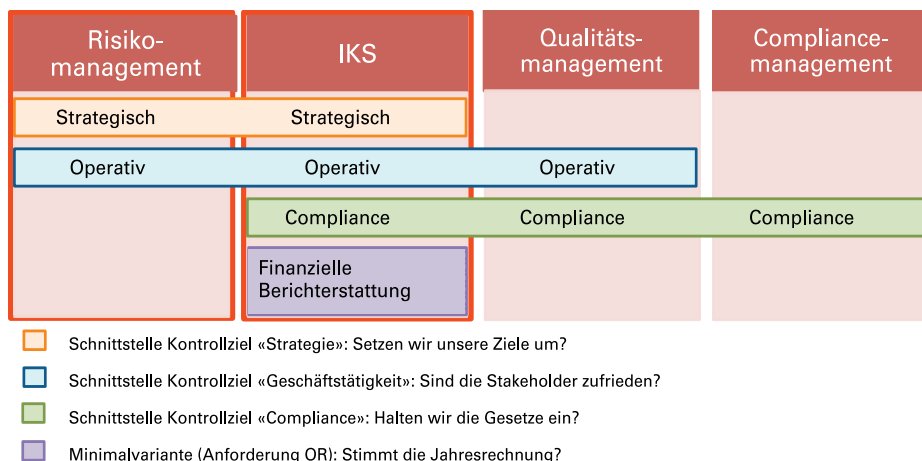 Risiko-
management
IKS
Qualitäts-
management
Compliance-
management
Strategisch Strategisch
Operativ Operativ Operativ
Compliance Compliance Compliance
Finanzielle
Berichterstattung
Schnittstelle Kontrollziel «Strategie»: Setzen wir unsere Ziele um?
Schnittstelle Kontrollziel «Geschäftstätigkeit»: Sind die Stakeholder zufrieden?
Schnittstelle Kontrollziel «Compliance»: Halten wir die Gesetze ein?
Minimalvariante (Anforderung OR): Stimmt die Jahresrechnung?